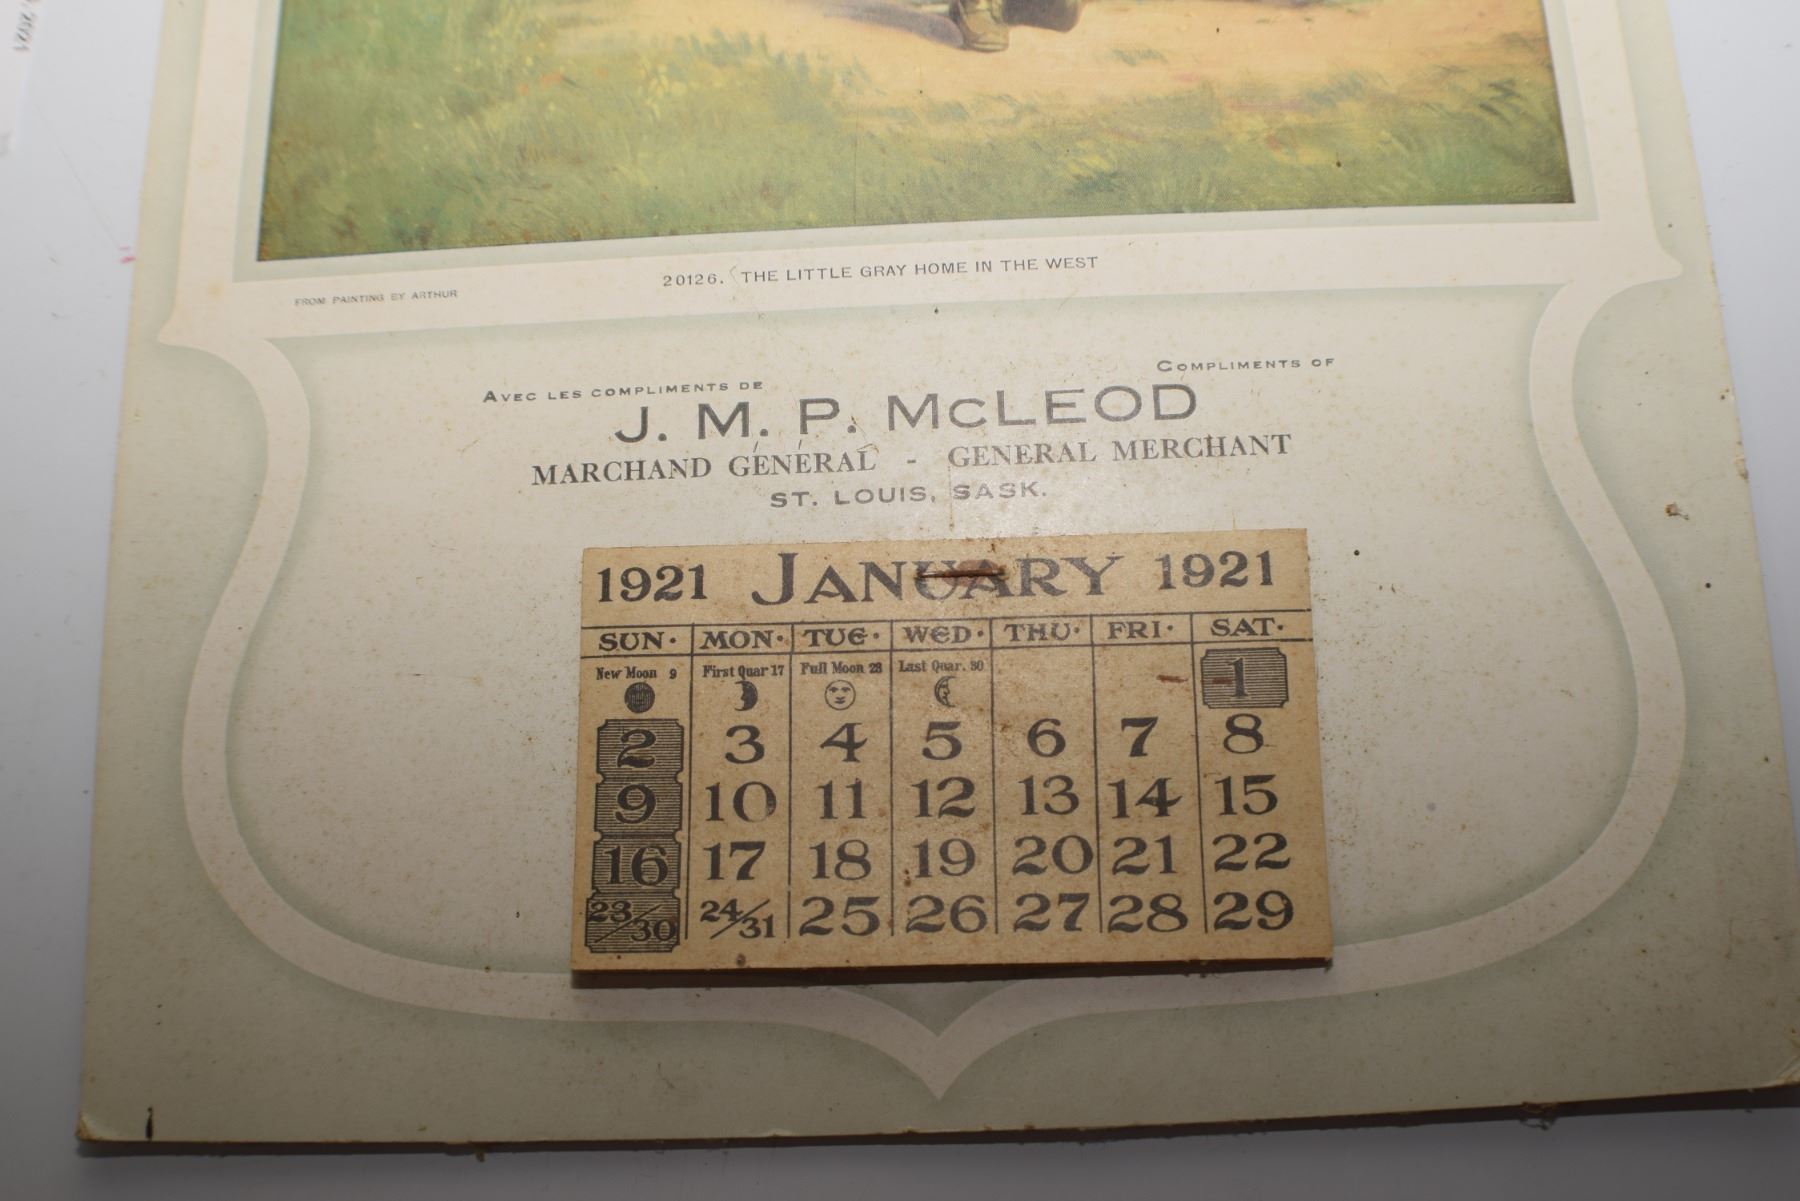 20126. THE LITTLE GRAY HOME IN THE WEST
FROM PAINTING BY ARTHUR
AVEC LES COMPLIMENTS DE
COMPLIMENTS OF
J. M. P. McLEOD
MARCHAND GÉNÉRAL - GENERAL MERCHANT
ST. LOUIS, SASK.
1921 JANUARY 1921
SUN. MON. TUE. WED. THU. FRI. SAT.
New Moon 9 First Quar 17 Full Moon 23 Last Quar. 30
1
2 3 4 5 6 7 8
9 10 11 12 13 14 15
16 17 18 19 20 21 22
23/30 24/31 25 26 27 28 29